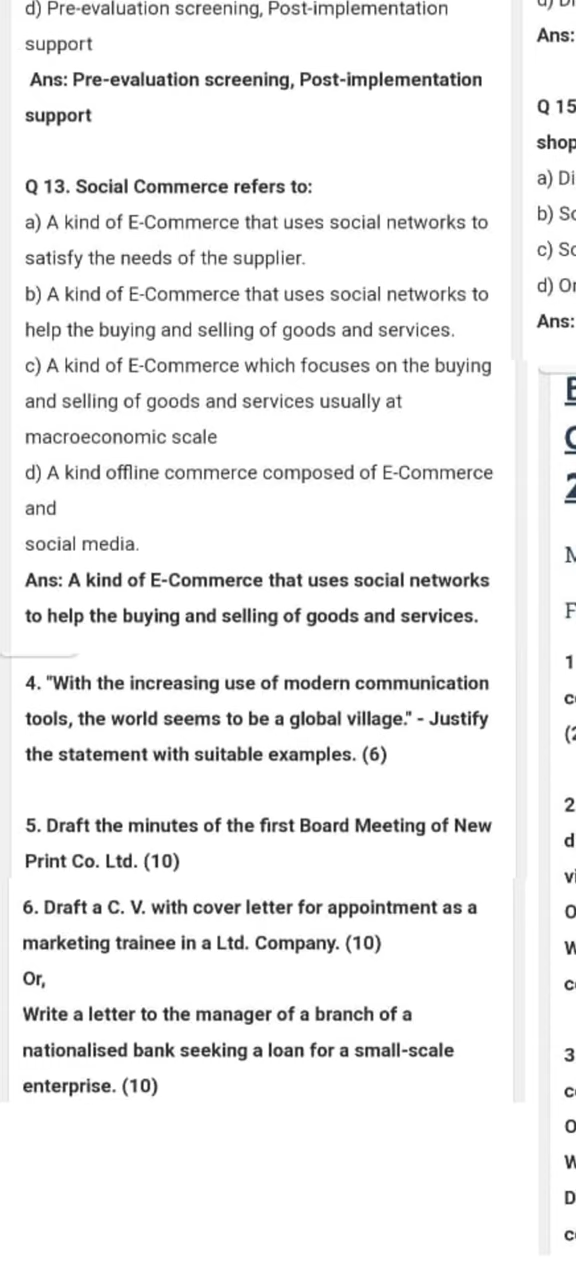 d) Pre-evaluation screening, Post-implementation
support
Ans: Pre-evaluation screening, Post-implementation
support
Q 13. Social Commerce refers to:
a) A kind of E-Commerce that uses social networks to
satisfy the needs of the supplier.
b) A kind of E-Commerce that uses social networks to
help the buying and selling of goods and services.
c) A kind of E-Commerce which focuses on the buying
and selling of goods and services usually at
macroeconomic scale
d) A kind offline commerce composed of E-Commerce
and
social media.
Ans: A kind of E-Commerce that uses social networks
to help the buying and selling of goods and services.
4. "With the increasing use of modern communication
tools, the world seems to be a global village." - Justify
the statement with suitable examples. (6)
5. Draft the minutes of the first Board Meeting of New
Print Co. Ltd. (10)
6. Draft a C. V. with cover letter for appointment as a
marketing trainee in a Ltd. Company. (10)
Or,
Write a letter to the manager of a branch of a
nationalised bank seeking a loan for a small-scale
enterprise. (10)
Ans:
Q 15
shop
a) Di
b)
c)
d)
Ans:
1
2
d
vi
3
D